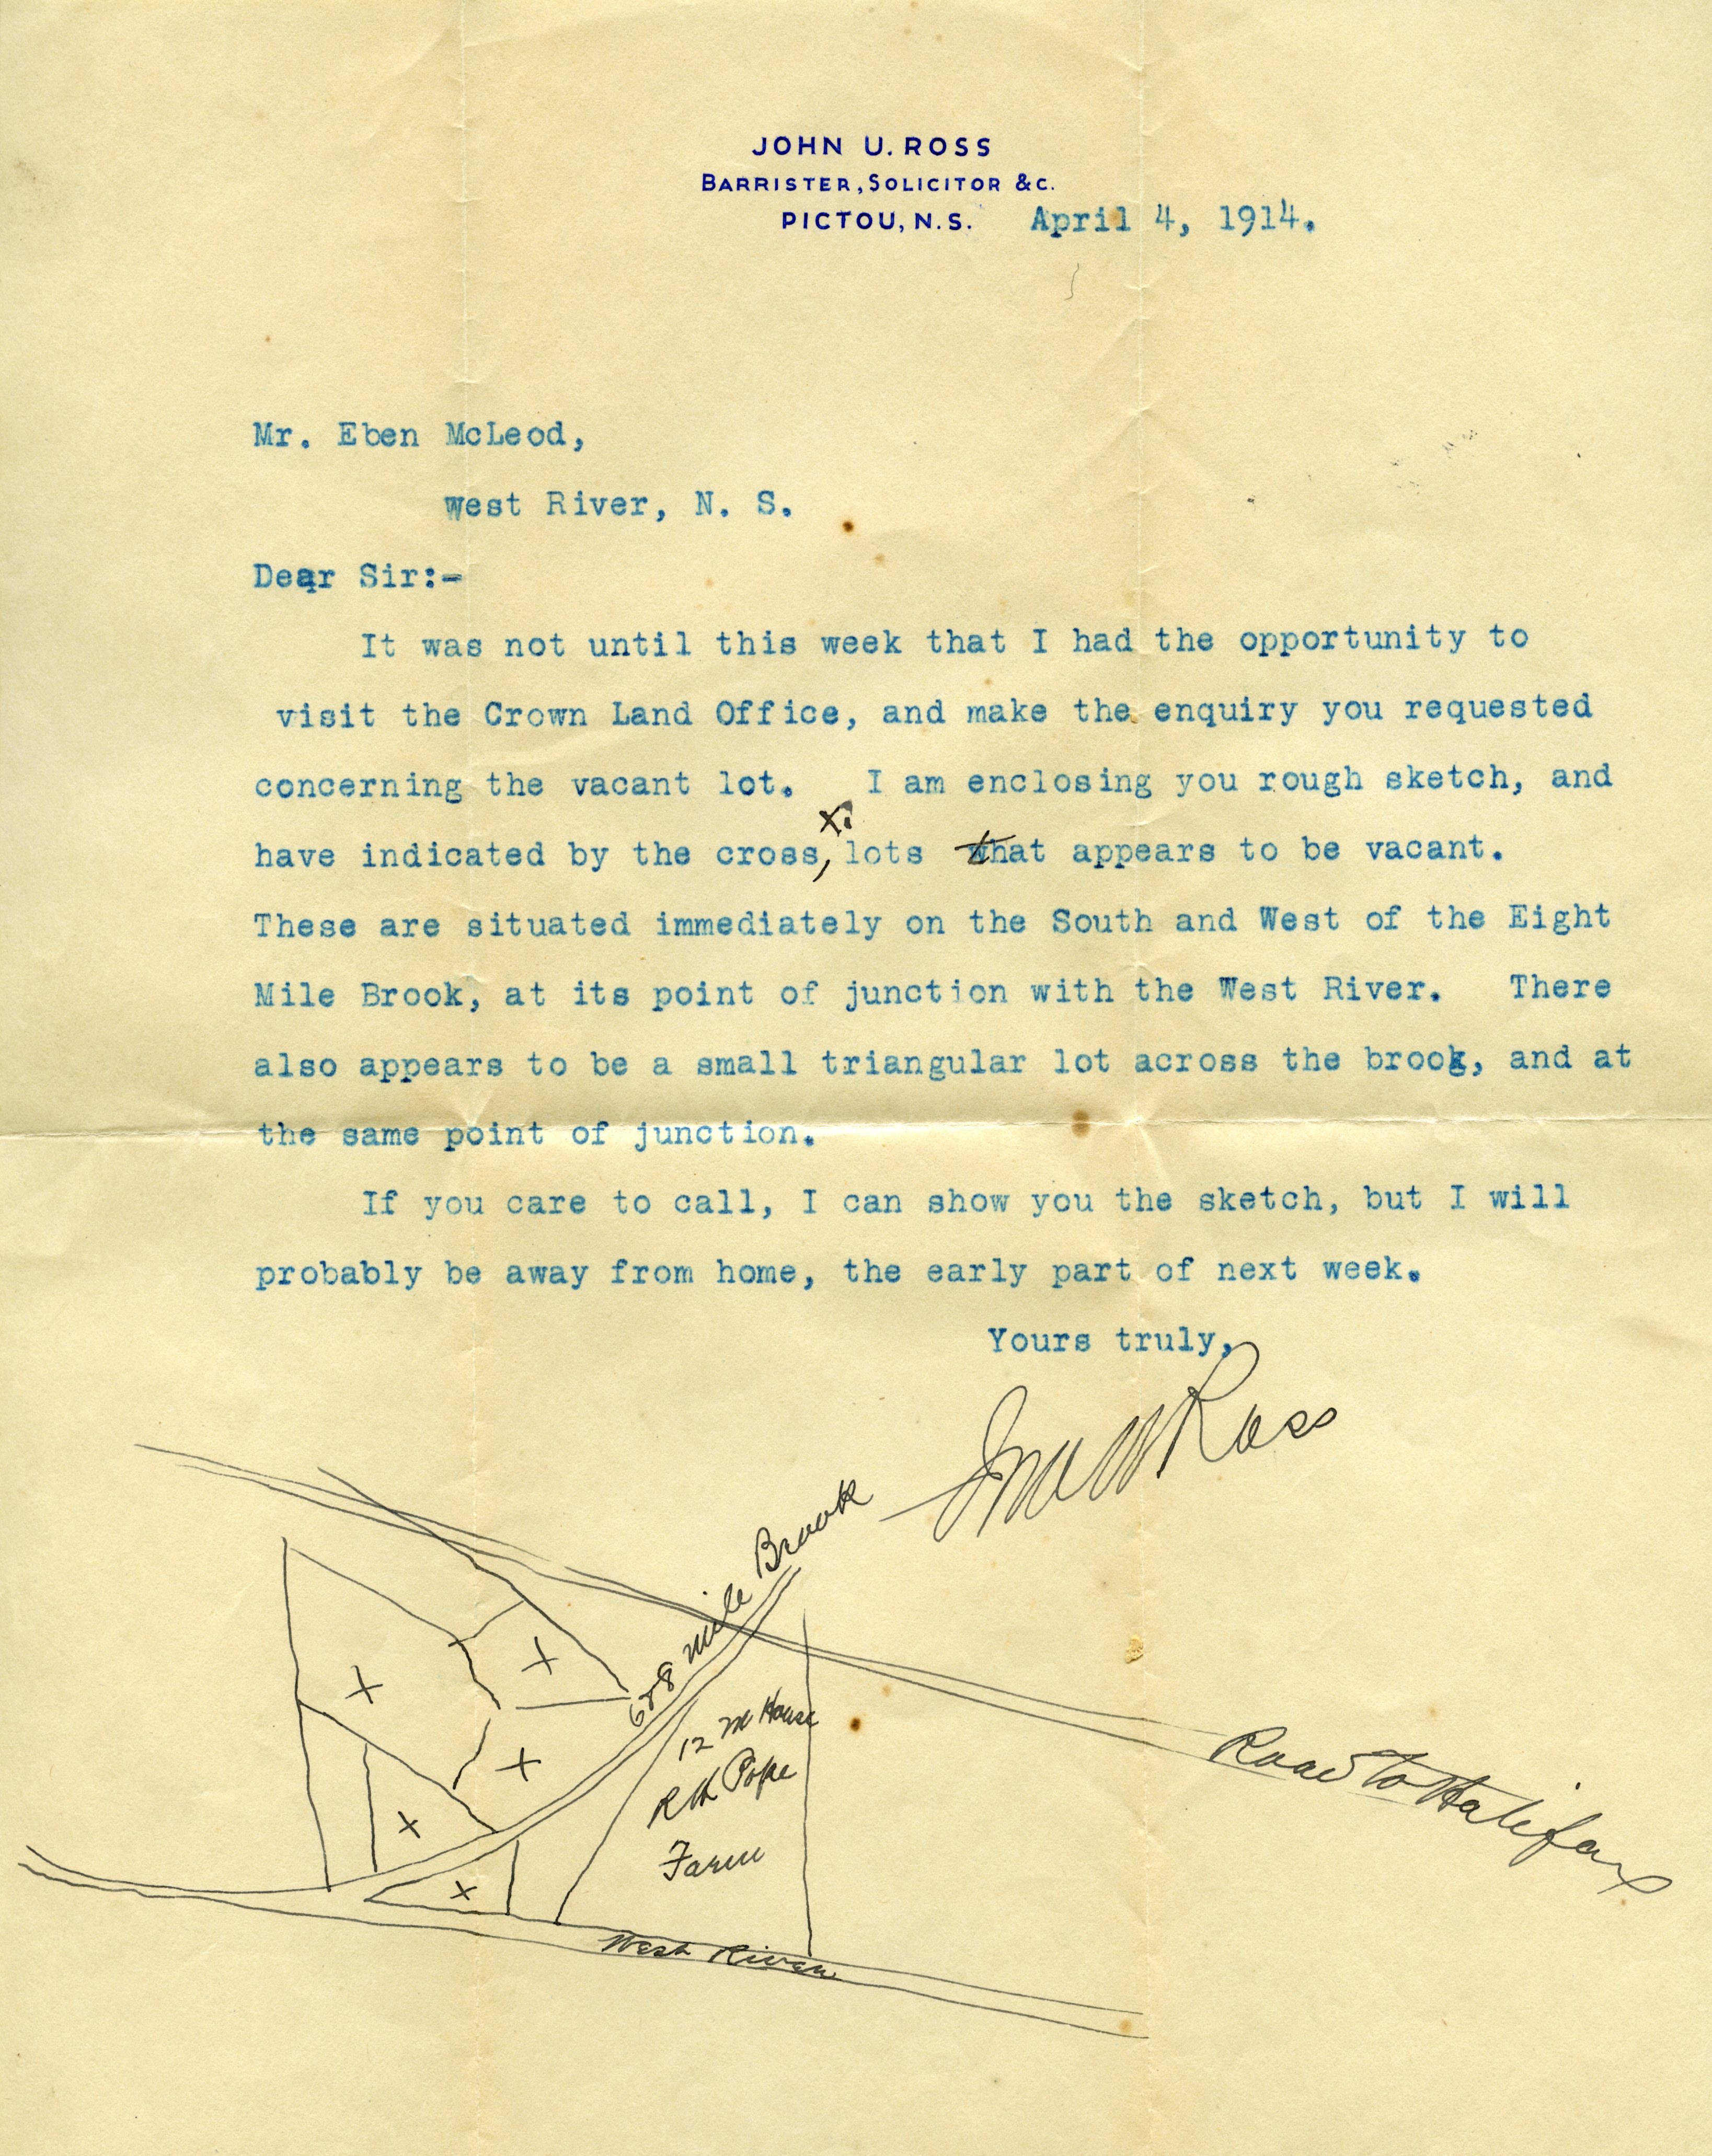 JOHN U. ROSS
BARRISTER, SOLICITOR &C.
PICTOU, N.S.
April 4, 1914.
Mr. Eben McLeod,
West River, N. S.
Dear Sir:-
It was not until this week that I had the opportunity to
visit the Crown Land Office, and make the enquiry you requested
concerning the vacant lot. I am enclosing you rough sketch, and
have indicated by the cross, X lots that appears to be vacant.
These are situated immediately on the South and West of the Eight
Mile Brook, at its point of junction with the West River. There
also appears to be a small triangular lot across the brook, and at
the same point of junction.
If you care to call, I can show you the sketch, but I will
probably be away from home, the early part of next week.
Yours truly,
Ross
8 Mile Brook
X
X
12 M House
X
Pope
X
Farm
X
Road to Halifax
West River